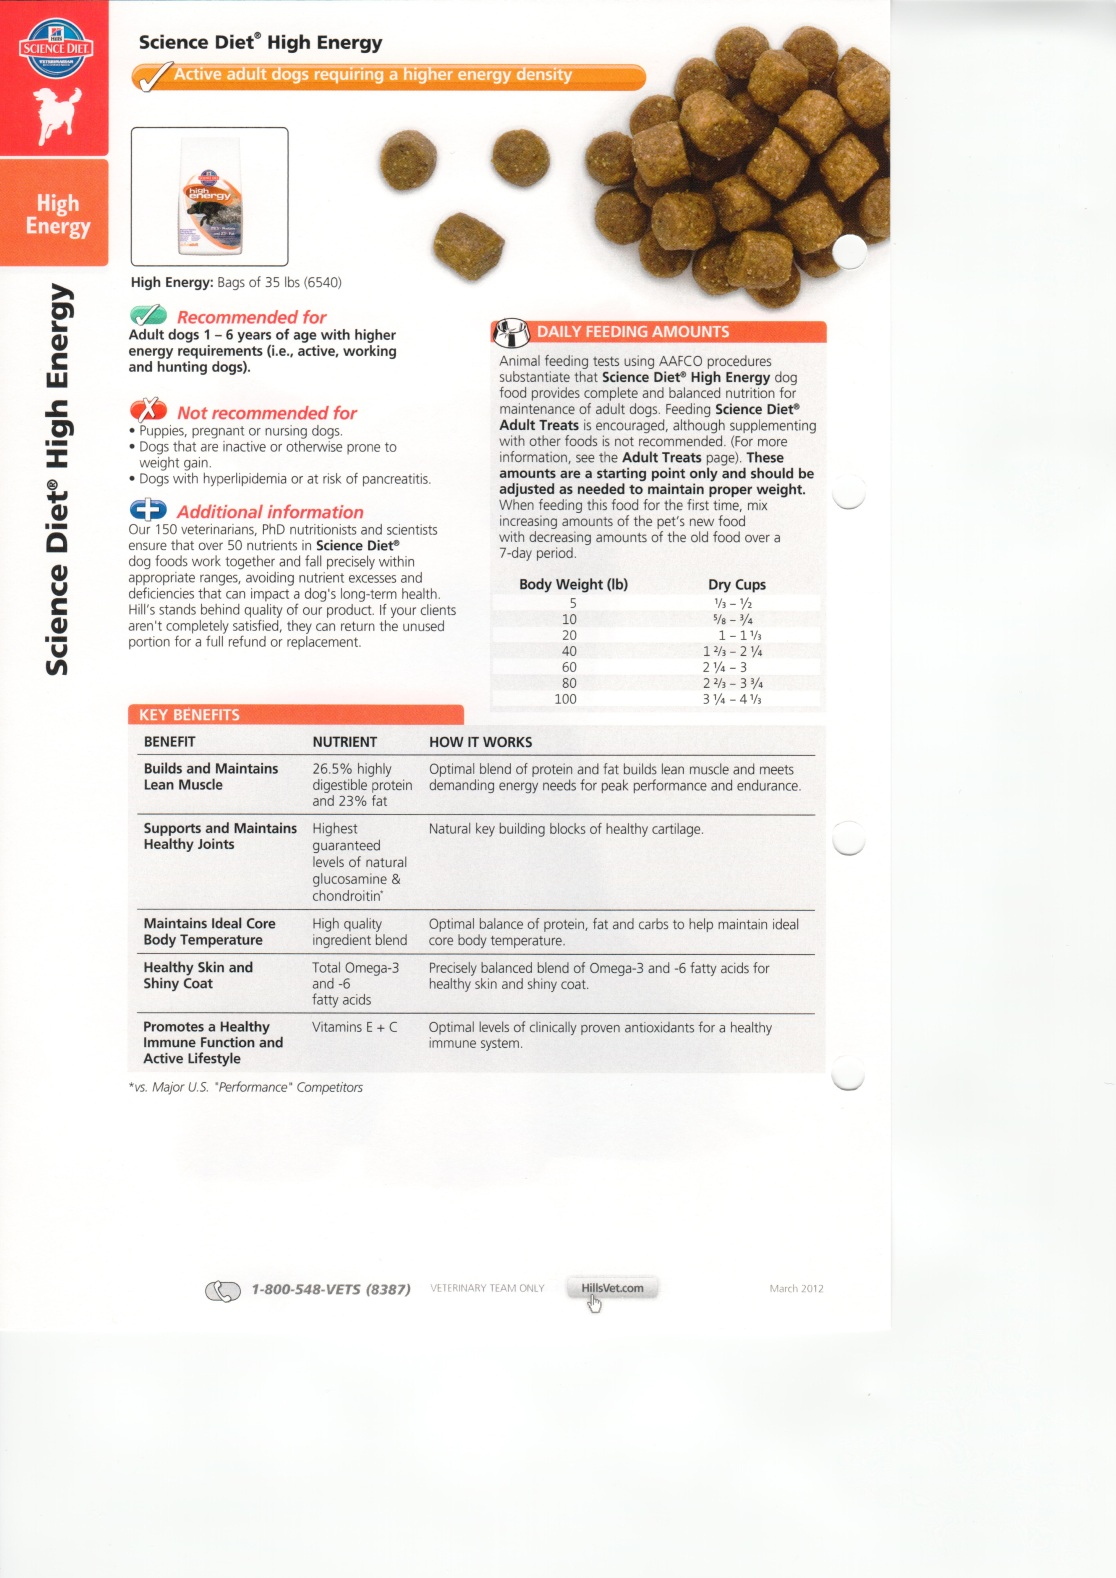 Hill's
SCIENCE DIET
VETERINARIAN
Science Diet® High Energy
Active adult dogs requiring a higher energy density
High
Energy
high
energy
Science Diet® High Energy
High Energy: Bags of 35 lbs (6540)
Recommended for
Adult dogs 1 – 6 years of age with higher
energy requirements (i.e., active, working
and hunting dogs).
Not recommended for
• Puppies, pregnant or nursing dogs.
• Dogs that are inactive or otherwise prone to
weight gain.
• Dogs with hyperlipidemia or at risk of pancreatitis.
Additional information
Our 150 veterinarians, PhD nutritionists and scientists
ensure that over 50 nutrients in Science Diet®
dog foods work together and fall precisely within
appropriate ranges, avoiding nutrient excesses and
deficiencies that can impact a dog's long-term health.
Hill's stands behind quality of our product. If your clients
aren't completely satisfied, they can return the unused
portion for a full refund or replacement.
DAILY FEEDING AMOUNTS
Animal feeding tests using AAFCO procedures
substantiate that Science Diet® High Energy dog
food provides complete and balanced nutrition for
maintenance of adult dogs. Feeding Science Diet®
Adult Treats is encouraged, although supplementing
with other foods is not recommended. (For more
information, see the Adult Treats page). These
amounts are a starting point only and should be
adjusted as needed to maintain proper weight.
When feeding this food for the first time, mix
increasing amounts of the pet's new food
with decreasing amounts of the old food over a
7-day period.
Body Weight (lb) Dry Cups
5 1/3 – 1/2
10 5/8 – 3/4
20 1 – 1 1/3
40 1 2/3 – 2 1/4
60 2 1/4 – 3
80 2 2/3 – 3 3/4
100 3 1/4 – 4 1/3
KEY BENEFITS
BENEFIT NUTRIENT HOW IT WORKS
Builds and Maintains 26.5% highly Optimal blend of protein and fat builds lean muscle and meets
Lean Muscle digestible protein demanding energy needs for peak performance and endurance.
and 23% fat
Supports and Maintains Highest Natural key building blocks of healthy cartilage.
Healthy Joints guaranteed
levels of natural
glucosamine &
chondroitin*
Maintains Ideal Core High quality Optimal balance of protein, fat and carbs to help maintain ideal
Body Temperature ingredient blend core body temperature.
Healthy Skin and Total Omega-3 Precisely balanced blend of Omega-3 and -6 fatty acids for
Shiny Coat and -6 healthy skin and shiny coat.
fatty acids
Promotes a Healthy Vitamins E + C Optimal levels of clinically proven antioxidants for a healthy
Immune Function and immune system.
Active Lifestyle
*vs. Major U.S. "Performance" Competitors
1-800-548-VETS (8387) VETERINARY TEAM ONLY HillsVet.com March 2012